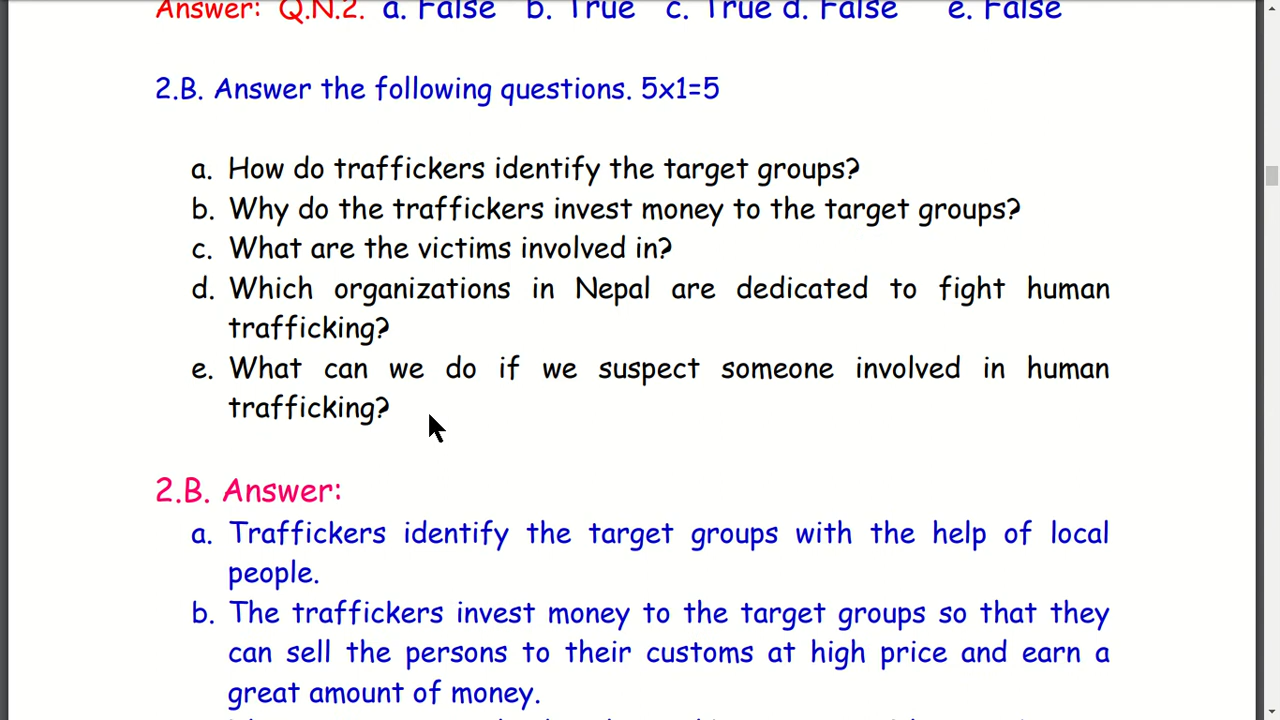 Answer: Q.N.2. a. False b. True c. True d. False e. False
2.B. Answer the following questions. 5x1=5
a. How do traffickers identify the target groups?
b. Why do the traffickers invest money to the target groups?
c. What are the victims involved in?
d. Which organizations in Nepal are dedicated to fight human
trafficking?
e. What can we do if we suspect someone involved in human
trafficking?
2.B. Answer:
a. Traffickers identify the target groups with the help of local
people.
b. The traffickers invest money to the target groups so that they
can sell the persons to their customs at high price and earn a
great amount of money.